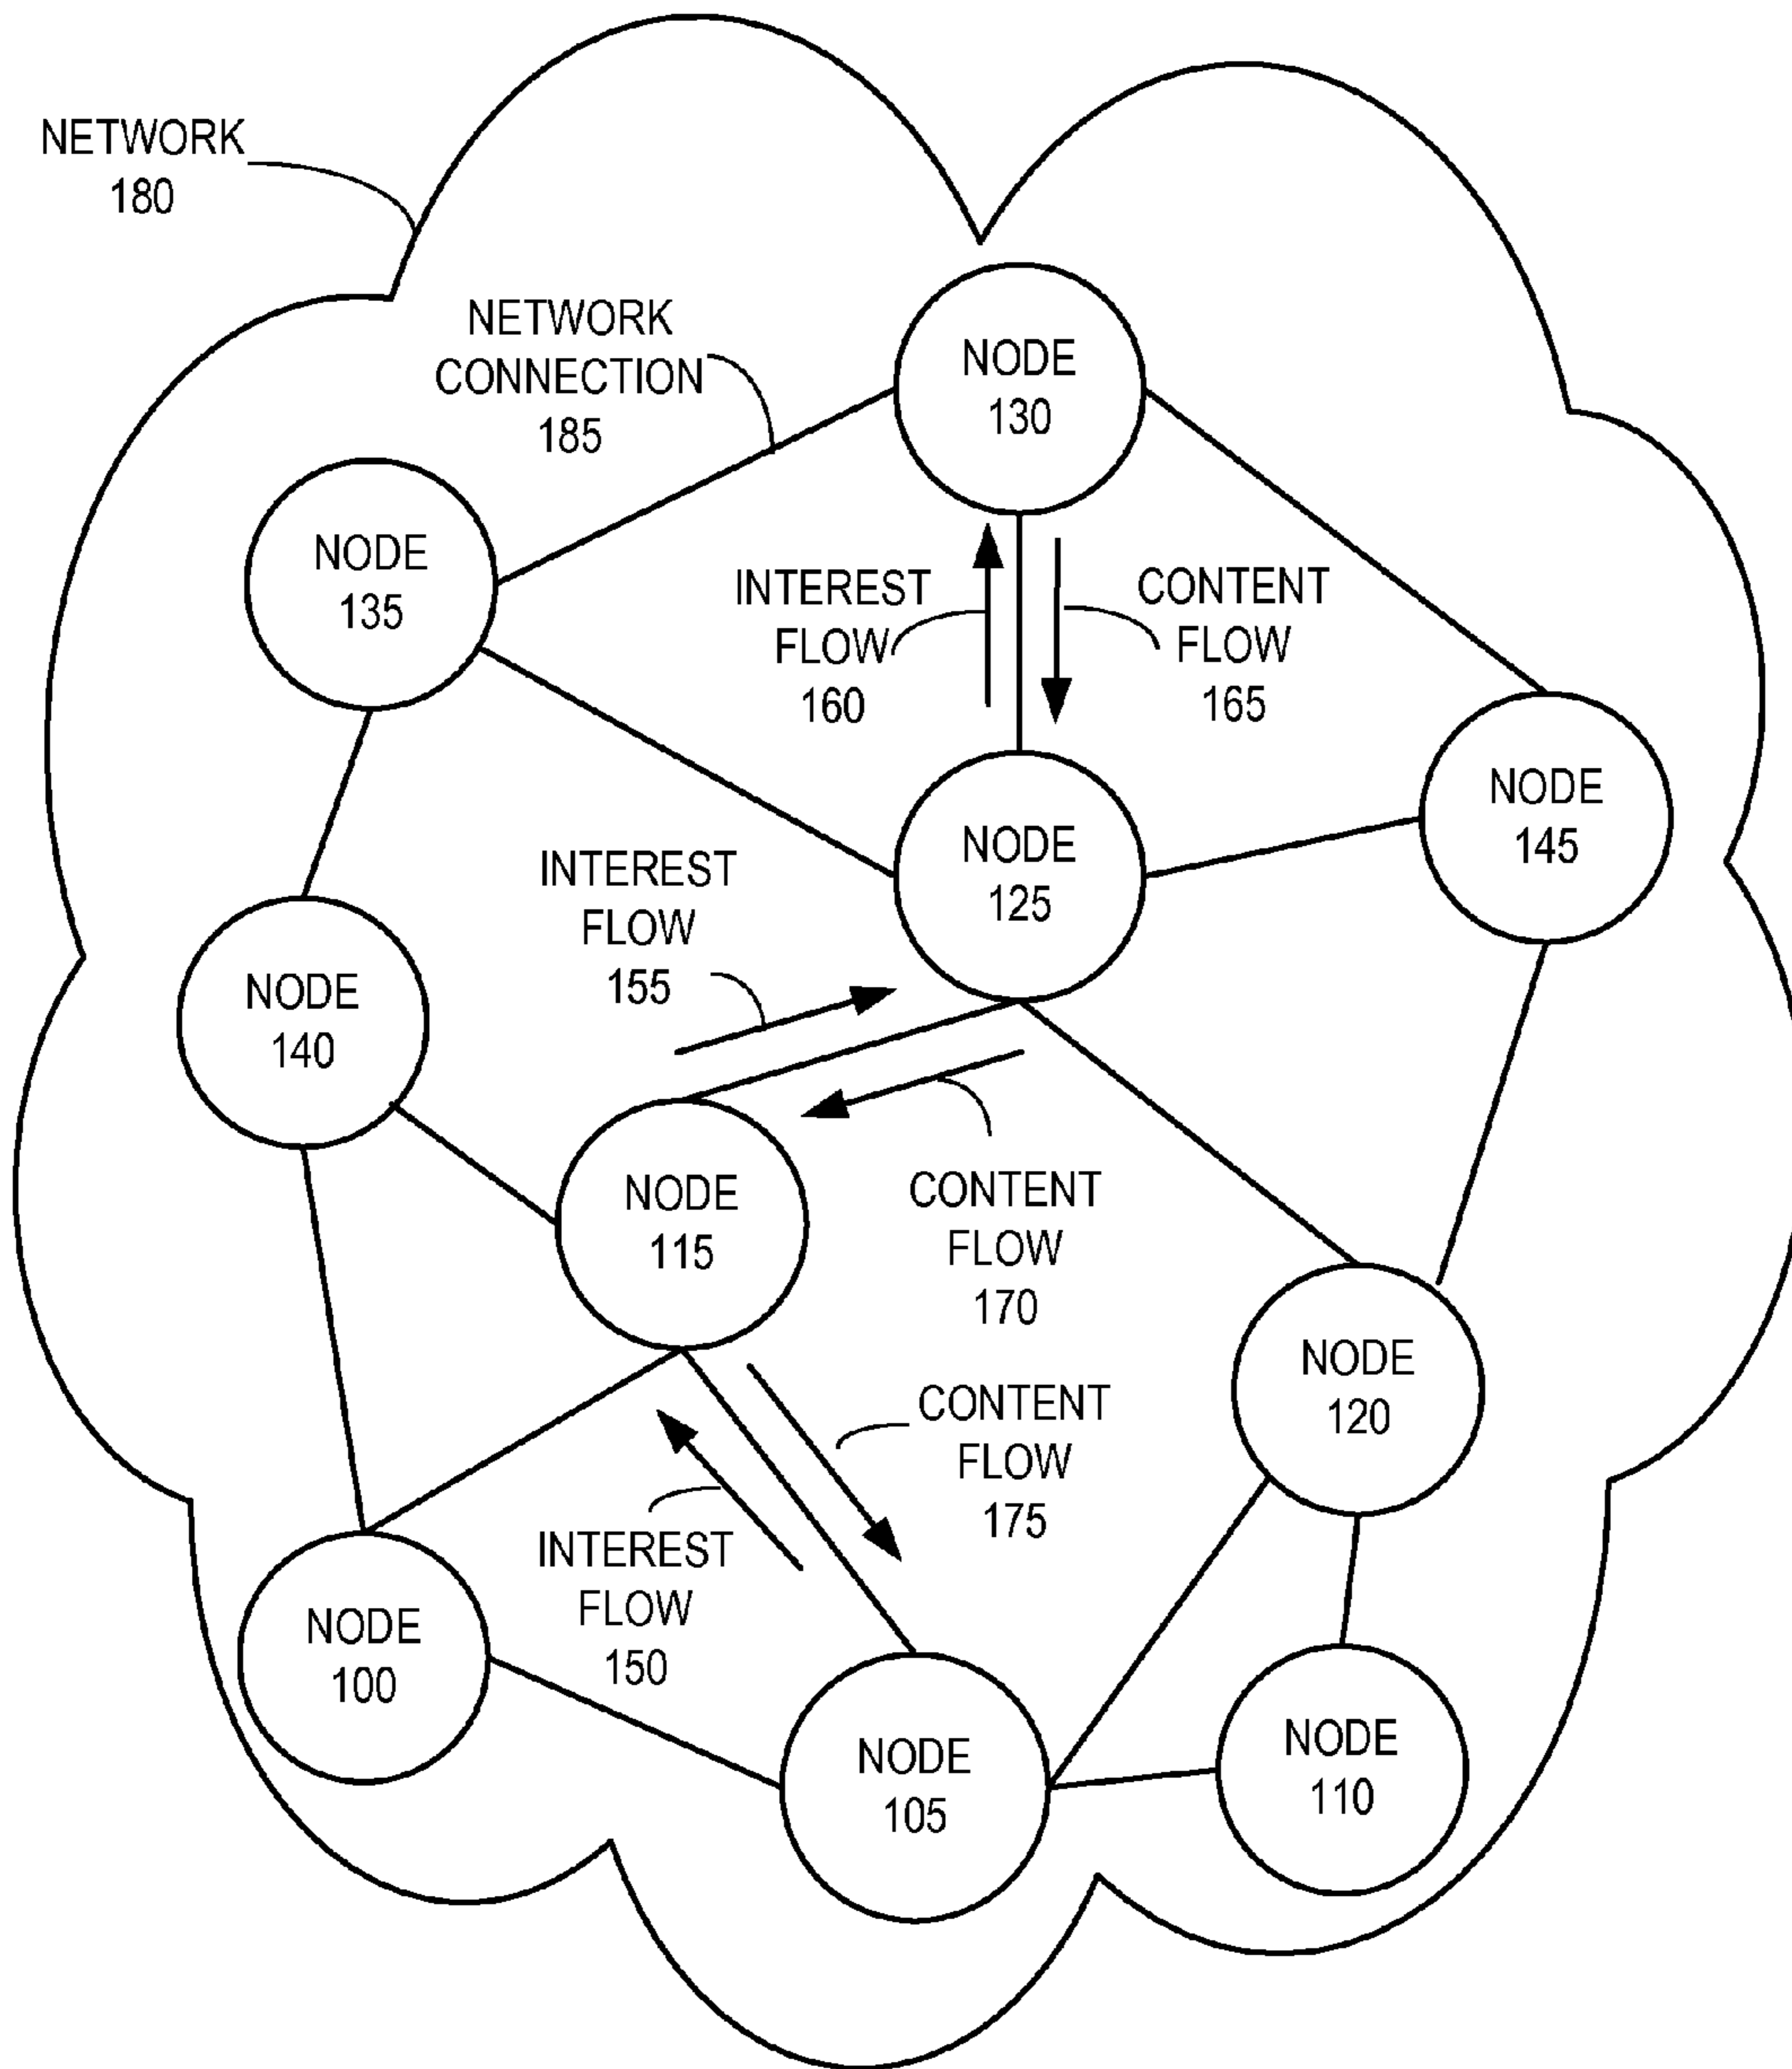 NETWORK
180
NETWORK
CONNECTION
185
NODE
130
NODE
135
INTEREST
FLOW
160
CONTENT
FLOW
165
NODE
145
NODE
125
INTEREST
FLOW
155
NODE
140
NODE
115
CONTENT
FLOW
170
NODE
120
CONTENT
FLOW
175
INTEREST
FLOW
150
NODE
100
NODE
105
NODE
110